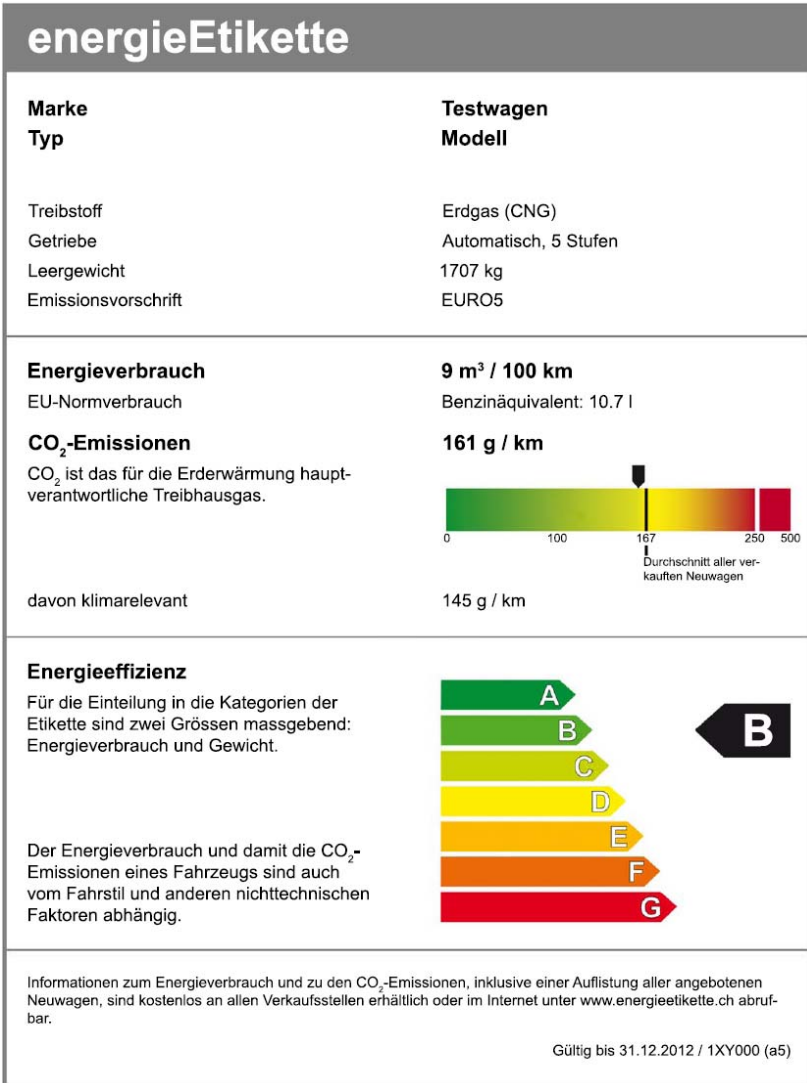 energieEtikette
Marke Testwagen
Typ Modell
Treibstoff Erdgas (CNG)
Getriebe Automatisch, 5 Stufen
Leergewicht 1707 kg
Emissionsvorschrift EURO5
Energieverbrauch 9 m³ / 100 km
EU-Normverbrauch Benzinäquivalent: 10.7 l
CO₂-Emissionen 161 g / km
CO₂ ist das für die Erderwärmung haupt-
verantwortliche Treibhausgas.
0 100 167 250 500
Durchschnitt aller ver-
kauften Neuwagen
davon klimarelevant 145 g / km
Energieeffizienz
Für die Einteilung in die Kategorien der
Etikette sind zwei Grössen massgebend:
Energieverbrauch und Gewicht.
Der Energieverbrauch und damit die CO₂-
Emissionen eines Fahrzeugs sind auch
vom Fahrstil und anderen nichttechnischen
Faktoren abhängig.
A
B B
C
D
E
F
G
Informationen zum Energieverbrauch und zu den CO₂-Emissionen, inklusive einer Auflistung aller angebotenen
Neuwagen, sind kostenlos an allen Verkaufsstellen erhältlich oder im Internet unter www.energieetikette.ch abruf-
bar.
Gültig bis 31.12.2012 / 1XY000 (a5)